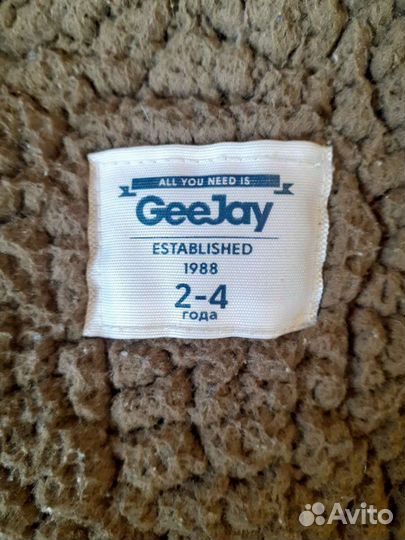 ALL YOU NEED IS
GeeJay
ESTABLISHED
1988
2-4
года
Avito